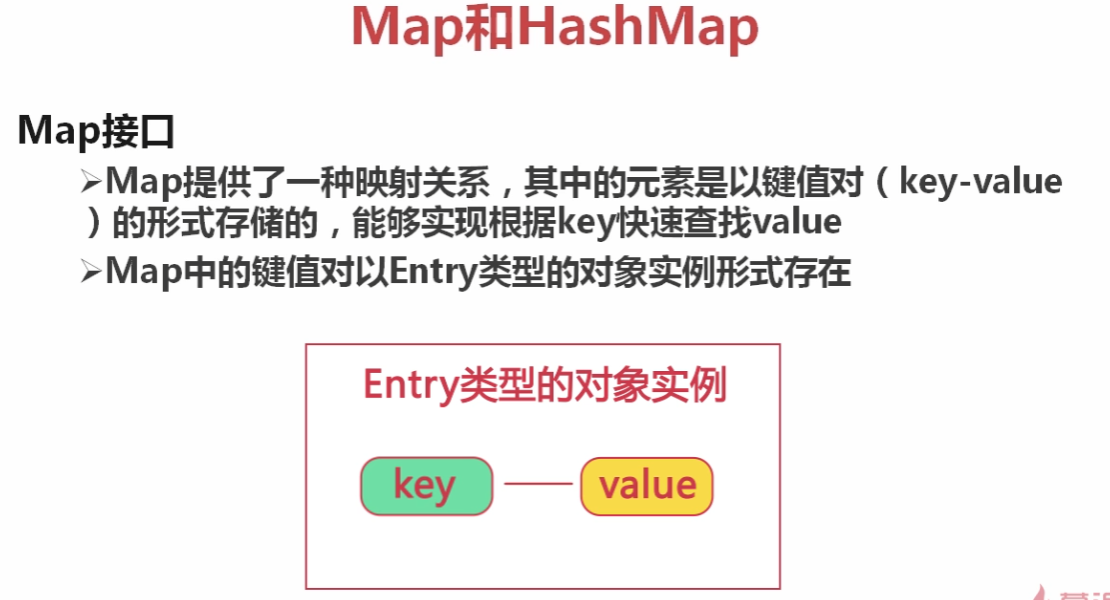 Map和HashMap
Map接口
➢Map提供了一种映射关系，其中的元素是以键值对（key-value
）的形式存储的，能够实现根据key快速查找value
➢Map中的键值对以Entry类型的对象实例形式存在
Entry类型的对象实例
key
value